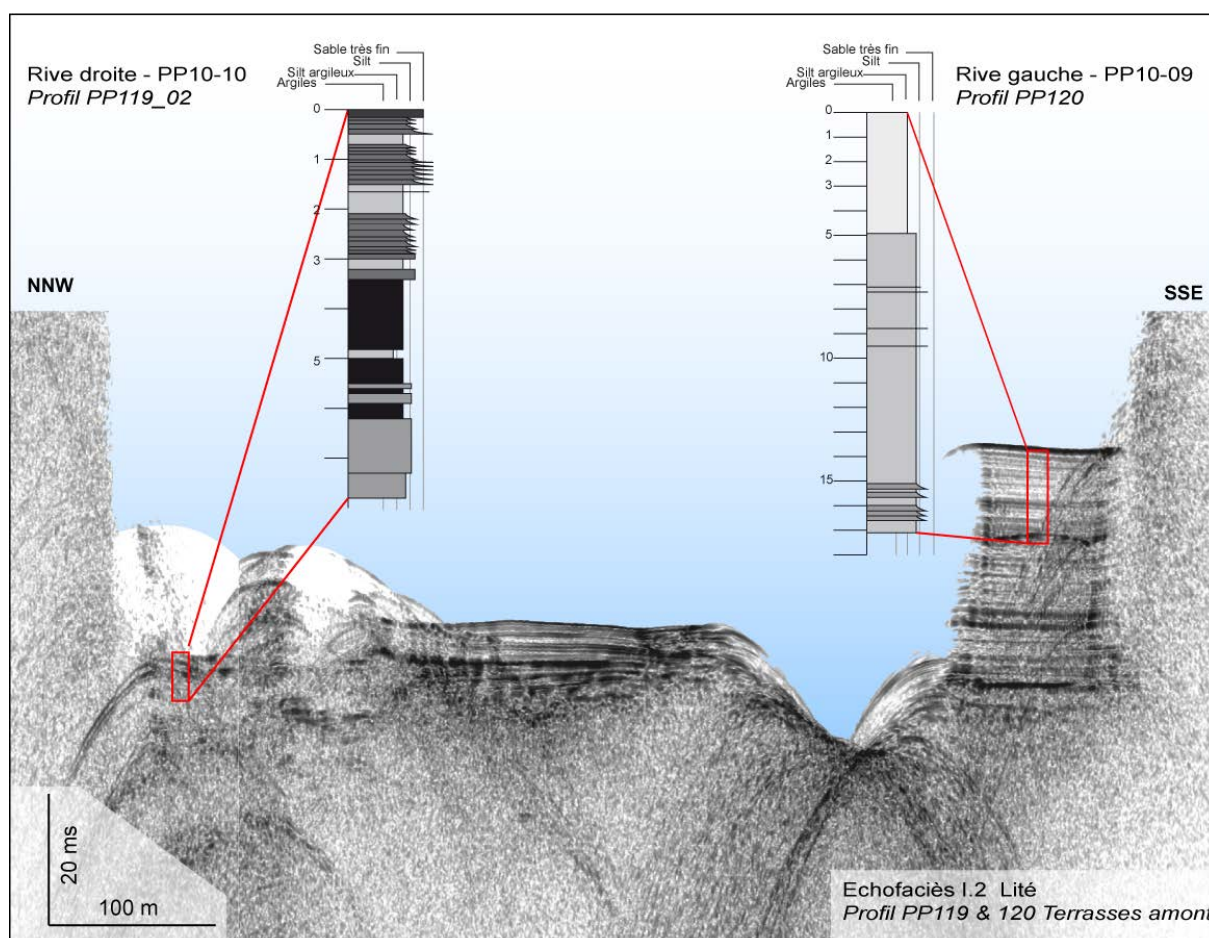 Rive droite - PP10-10
Profil PP119_02
Sable très fin
Silt
Silt argileux
Argiles
0
1
2
3
5
NNW
Sable très fin
Silt
Silt argileux
Argiles
Rive gauche - PP10-09
Profil PP120
0
1
2
3
5
10
15
SSE
20 ms
100 m
Echofaciès I.2 Lité
Profil PP119 & 120 Terrasses amont